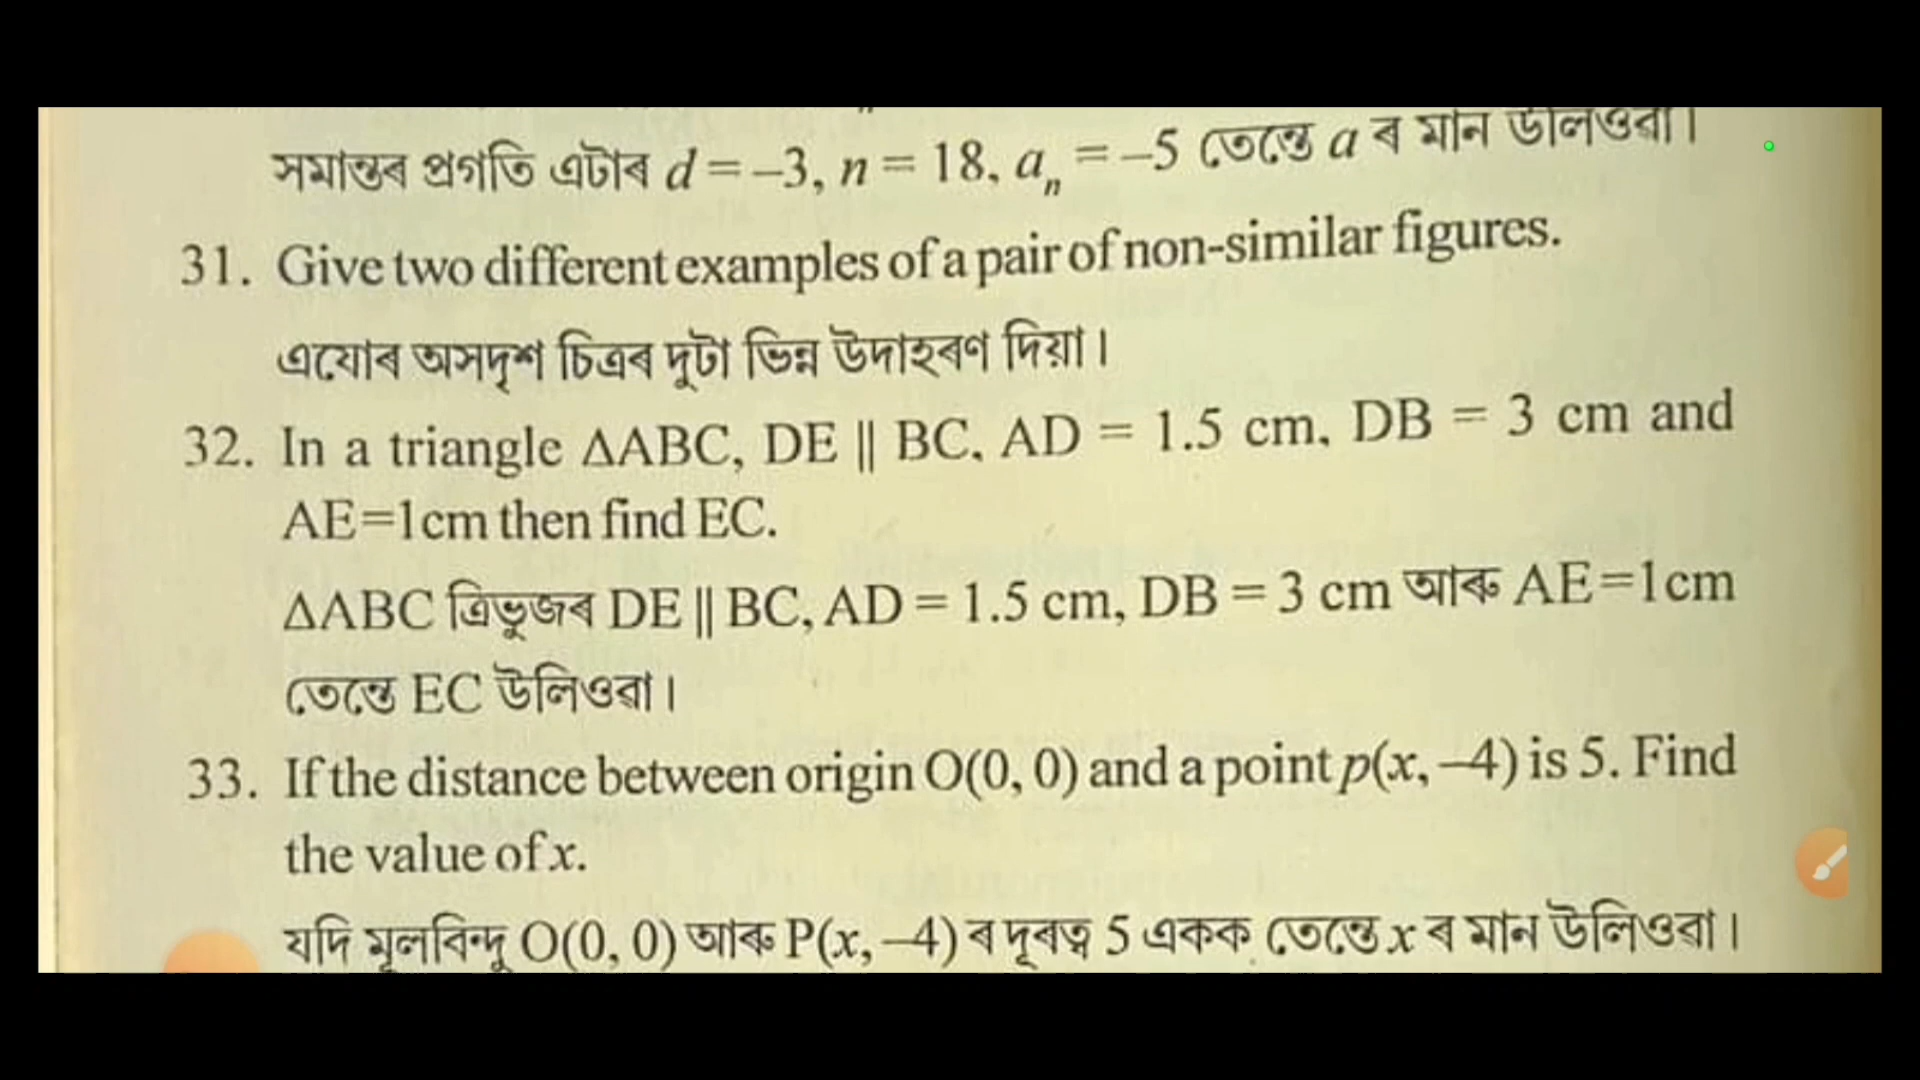 সমান্তৰ প্ৰগতি এটাৰ d = –3, n = 18, aₙ = –5 তেন্তে a ৰ মান উলিওৱা।
31. Give two different examples of a pair of non-similar figures.
এযোৰ অসদৃশ চিত্ৰৰ দুটা ভিন্ন উদাহৰণ দিয়া।
32. In a triangle ΔABC, DE || BC, AD = 1.5 cm, DB = 3 cm and
AE=1cm then find EC.
ΔABC ত্ৰিভুজৰ DE || BC, AD = 1.5 cm, DB = 3 cm আৰু AE=1cm
তেন্তে EC উলিওৱা।
33. If the distance between origin O(0, 0) and a point p(x, –4) is 5. Find
the value of x.
যদি মূলবিন্দু O(0, 0) আৰু P(x, –4) ৰ দূৰত্ব 5 একক তেন্তে x ৰ মান উলিওৱা।